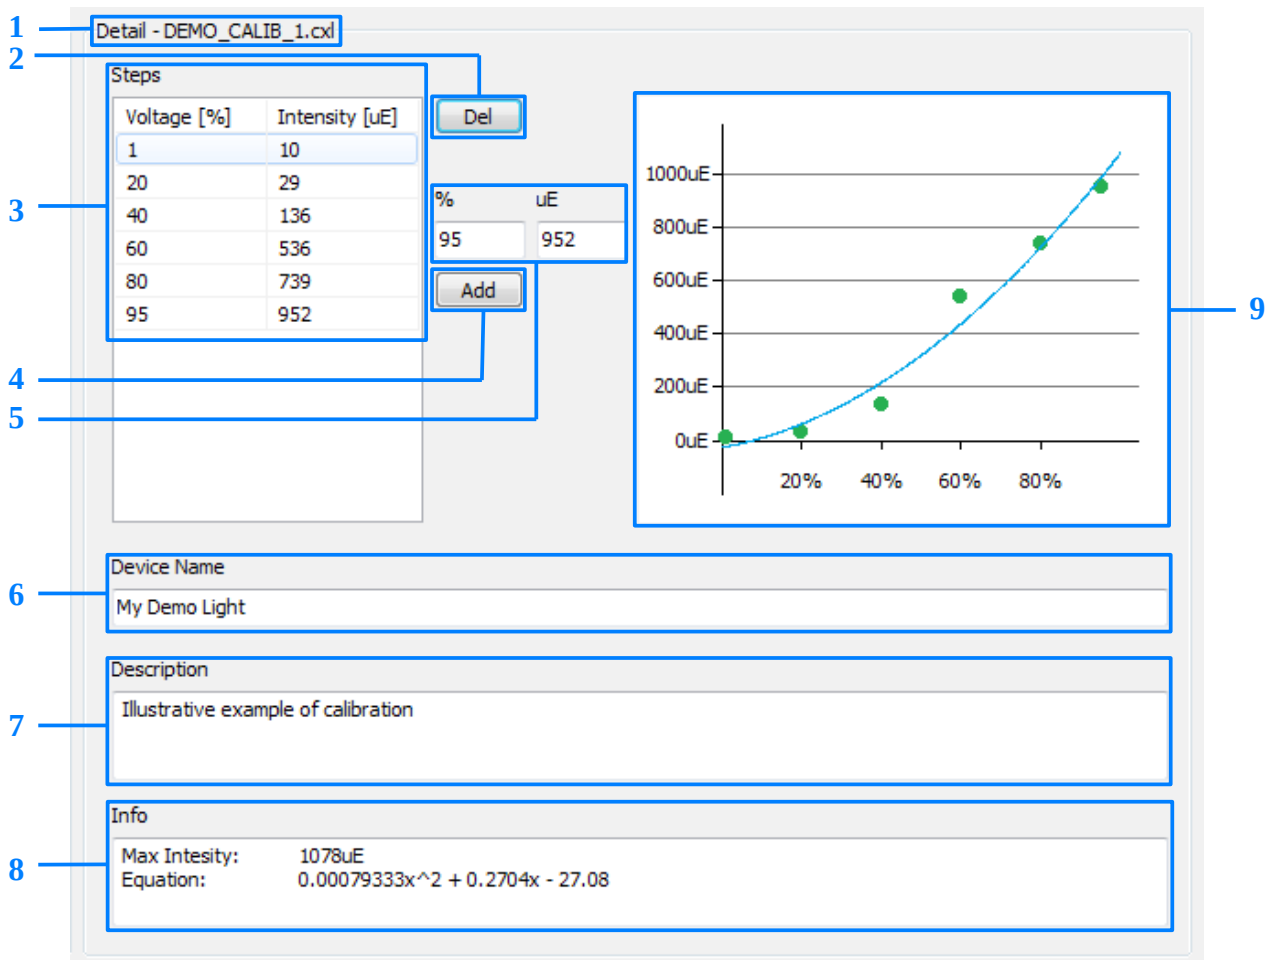 1
Detail - DEMO_CALIB_1.cxl
2
Steps
Voltage [%] Intensity [uE]
1 10
20 29
40 136
60 536
80 739
95 952
3
Del
% uE
95 952
Add
4
5
1000uE
800uE
600uE
400uE
200uE
0uE
20% 40% 60% 80%
9
6
Device Name
My Demo Light
7
Description
Illustrative example of calibration
8
Info
Max Intesity: 1078uE
Equation: 0.00079333x^2 + 0.2704x - 27.08